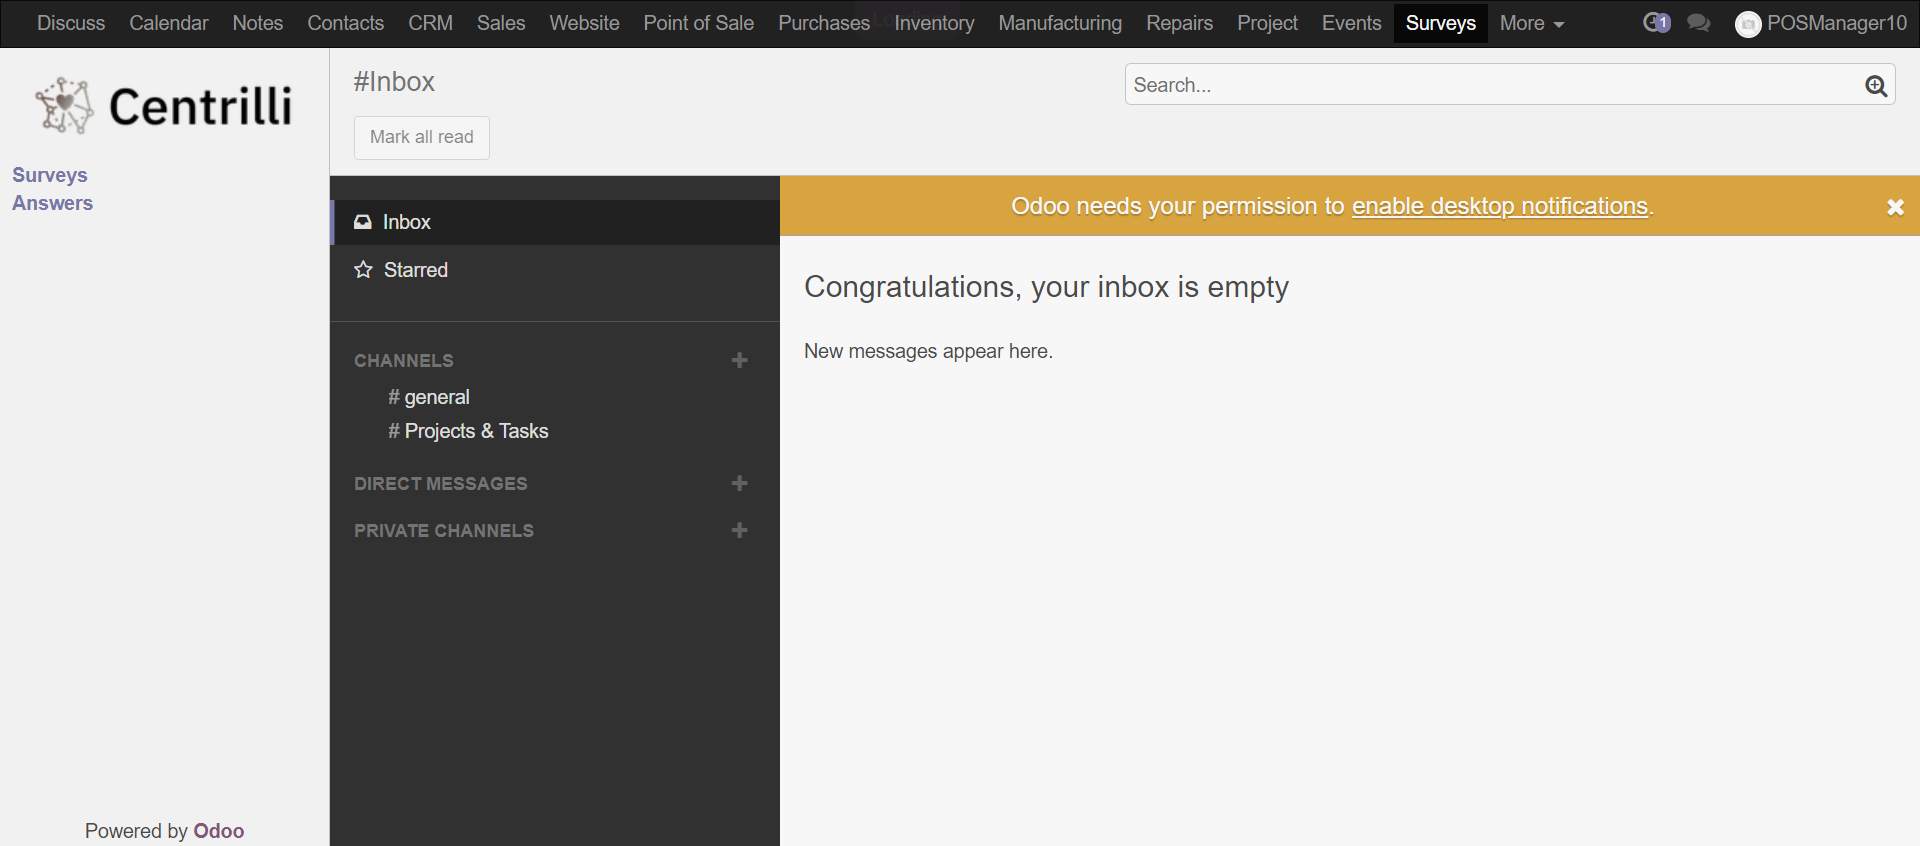 Discuss Calendar Notes Contacts CRM Sales Website Point of Sale Purchases Inventory Manufacturing Repairs Project Events Surveys More 1 POSManager10
Centrilli
Surveys
Answers
Powered by Odoo
#Inbox
Search...
Mark all read
Inbox
Starred
CHANNELS
# general
# Projects & Tasks
DIRECT MESSAGES
PRIVATE CHANNELS
Odoo needs your permission to enable desktop notifications.
Congratulations, your inbox is empty
New messages appear here.